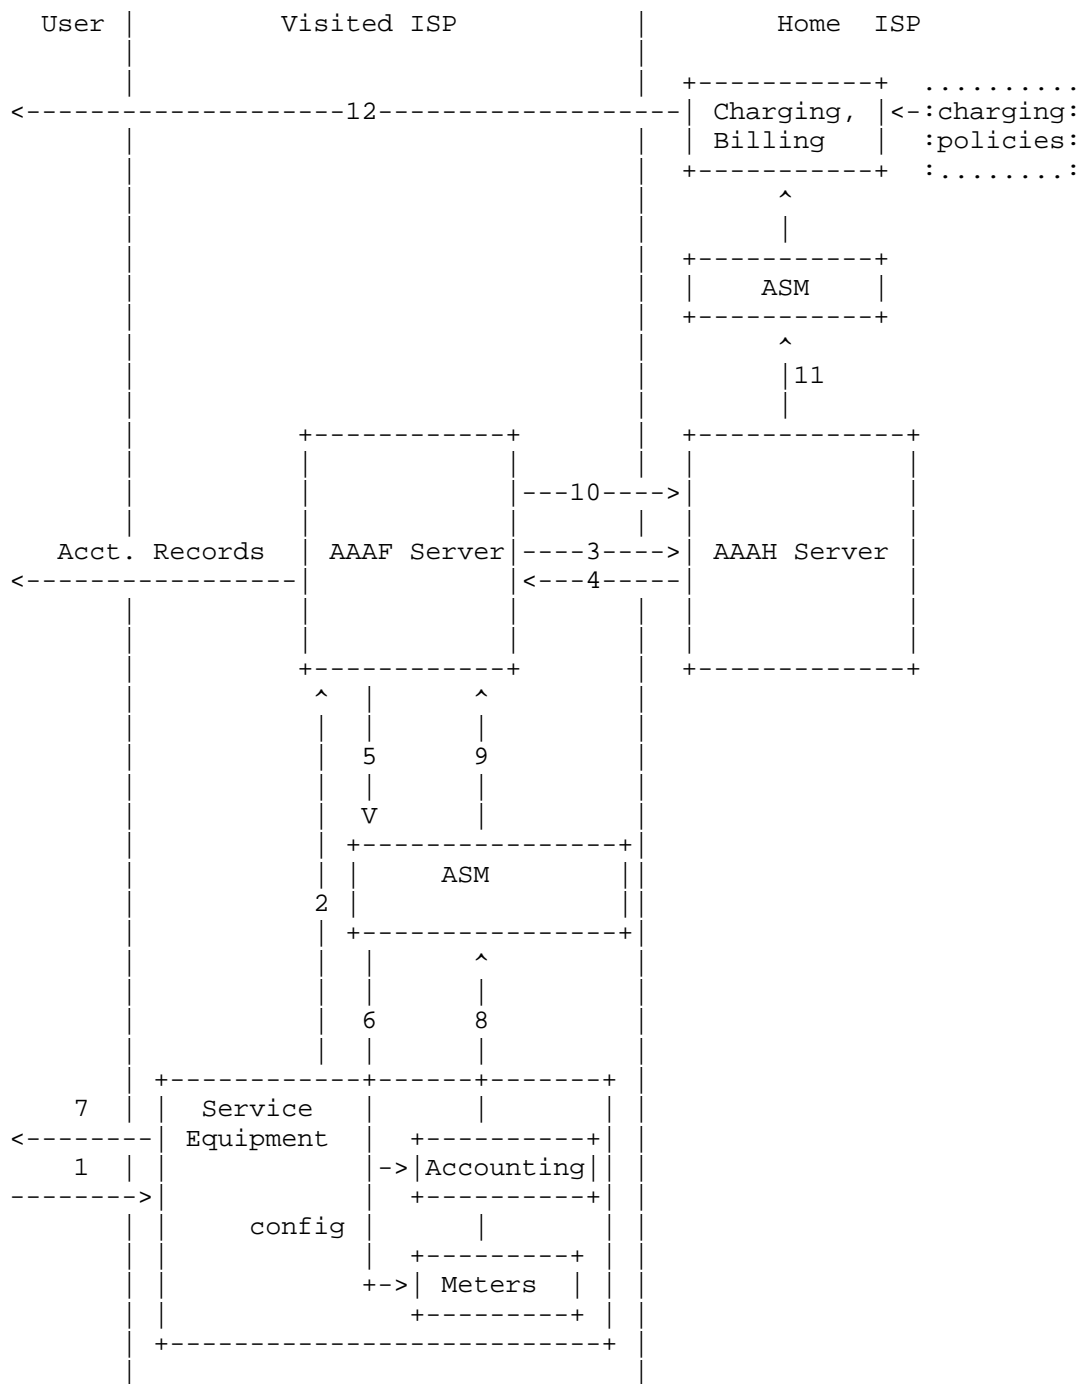 User Visited ISP Home ISP
12 Charging, charging
Billing policies
ASM
11
10
Acct. Records AAAF Server 3 AAAH Server
4
5 9
V
ASM
2
6 8
7 Service
Equipment
1 Accounting
config
Meters